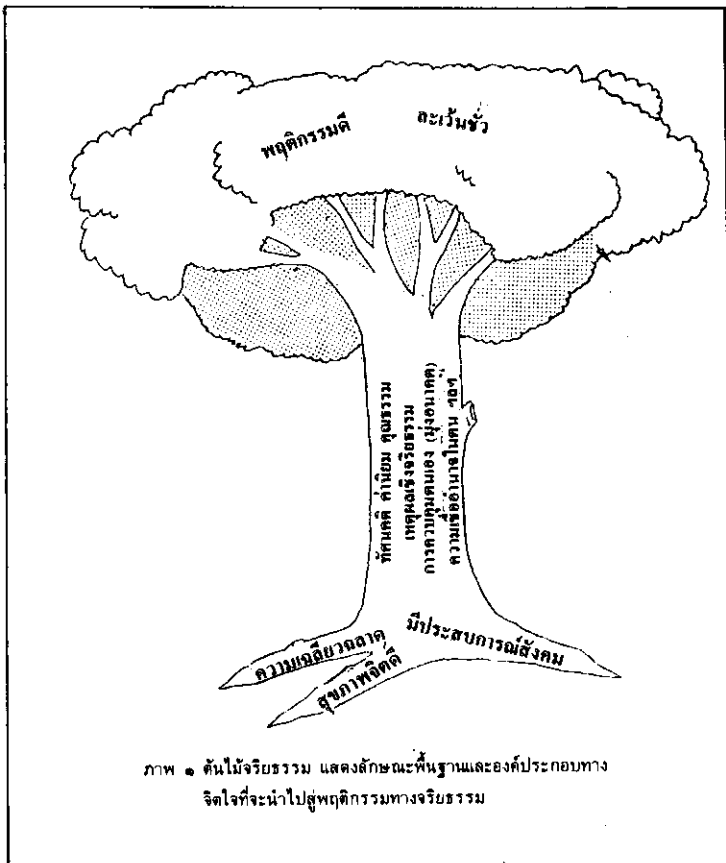 พฤติกรรมดี
ละเว้นชั่ว
ทัศนคติ ค่านิยม คุณธรรม
เหตุผลเชิงจริยธรรม
การควบคุมตนเอง (มุ่งอนาคต)
ความเชื่ออำนาจในตน ฯลฯ
ความเฉลียวฉลาด
สุขภาพจิตดี
มีประสบการณ์สังคม
ภาพ ๑ ต้นไม้จริยธรรม แสดงลักษณะพื้นฐานและองค์ประกอบทาง
จิตใจที่จะนำไปสู่พฤติกรรมทางจริยธรรม